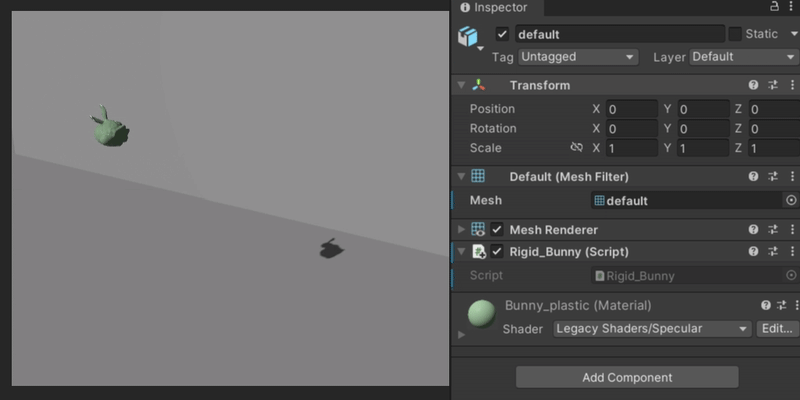 Inspector
default
Static
Tag Untagged Layer Default
Transform
Position X 0 Y 0 Z 0
Rotation X 0 Y 0 Z 0
Scale X 1 Y 1 Z 1
Default (Mesh Filter)
Mesh default
Mesh Renderer
Rigid_Bunny (Script)
Script Rigid_Bunny
Bunny_plastic (Material)
Shader Legacy Shaders/Specular Edit...
Add Component